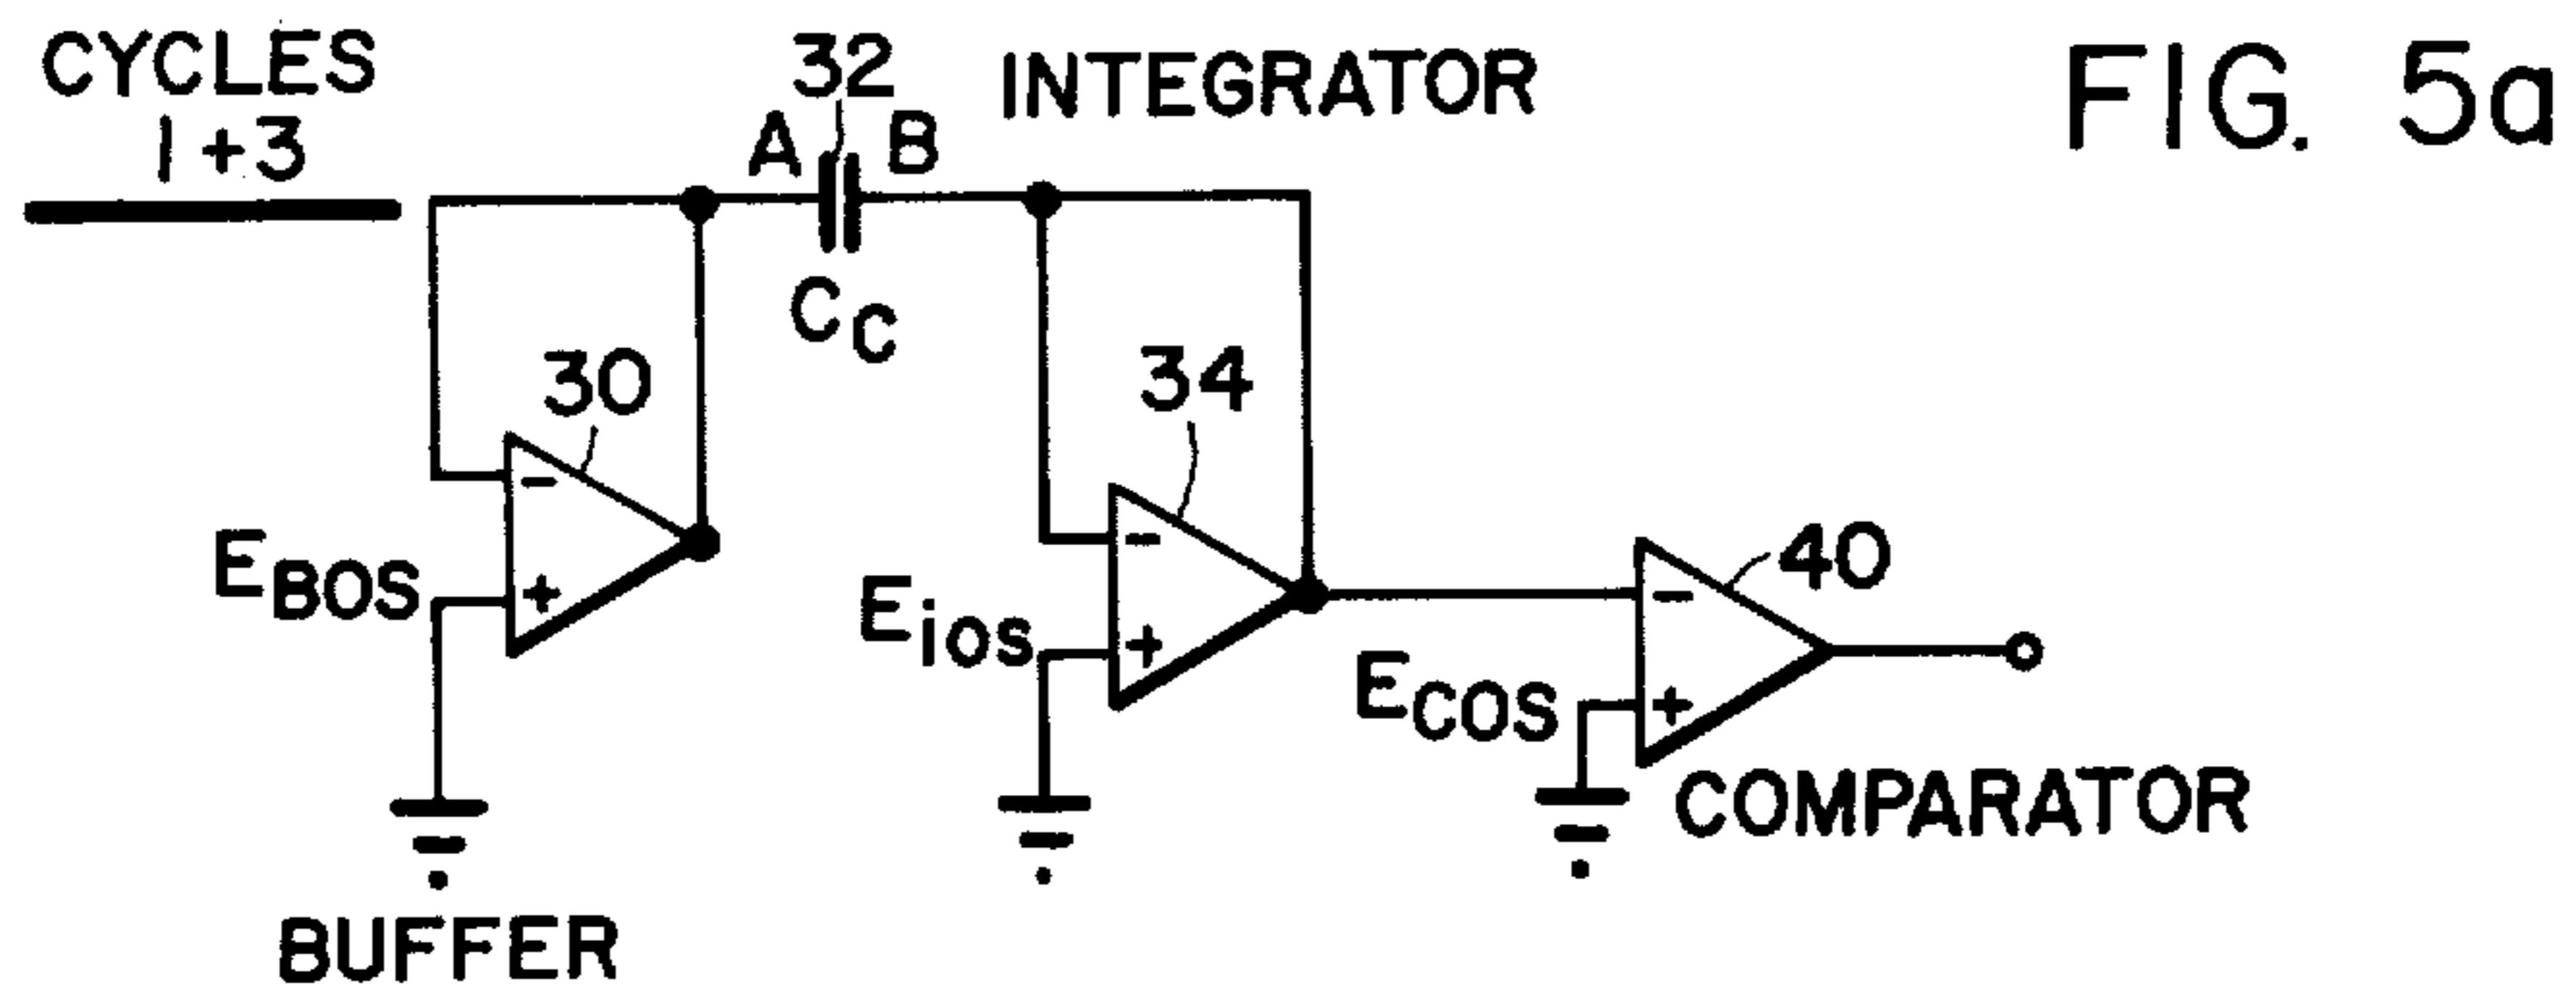 CYCLES
1+3
32
INTEGRATOR
FIG. 5a
A
B
CC
30
34
-
-
-
40
EBOS
+
Eios
+
ECOS
+
COMPARATOR
BUFFER